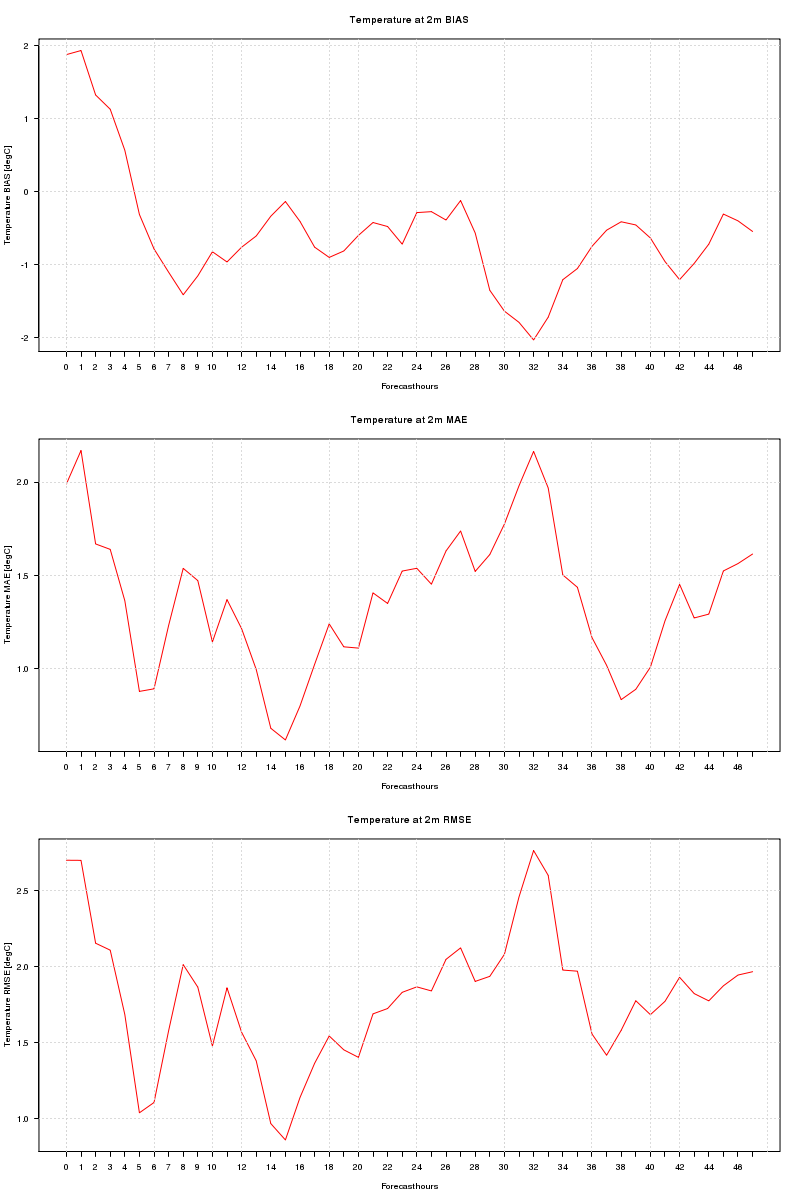 Temperature at 2m BIAS
Temperature BIAS [degC]
2
1
0
-1
-2
0 1 2 3 4 5 6 7 8 9 10 12 14 16 18 20 22 24 26 28 30 32 34 36 38 40 42 44 46
Forecasthours
Temperature at 2m MAE
Temperature MAE [degC]
2.0
1.5
1.0
0 1 2 3 4 5 6 7 8 9 10 12 14 16 18 20 22 24 26 28 30 32 34 36 38 40 42 44 46
Forecasthours
Temperature at 2m RMSE
Temperature RMSE [degC]
2.5
2.0
1.5
1.0
0 1 2 3 4 5 6 7 8 9 10 12 14 16 18 20 22 24 26 28 30 32 34 36 38 40 42 44 46
Forecasthours